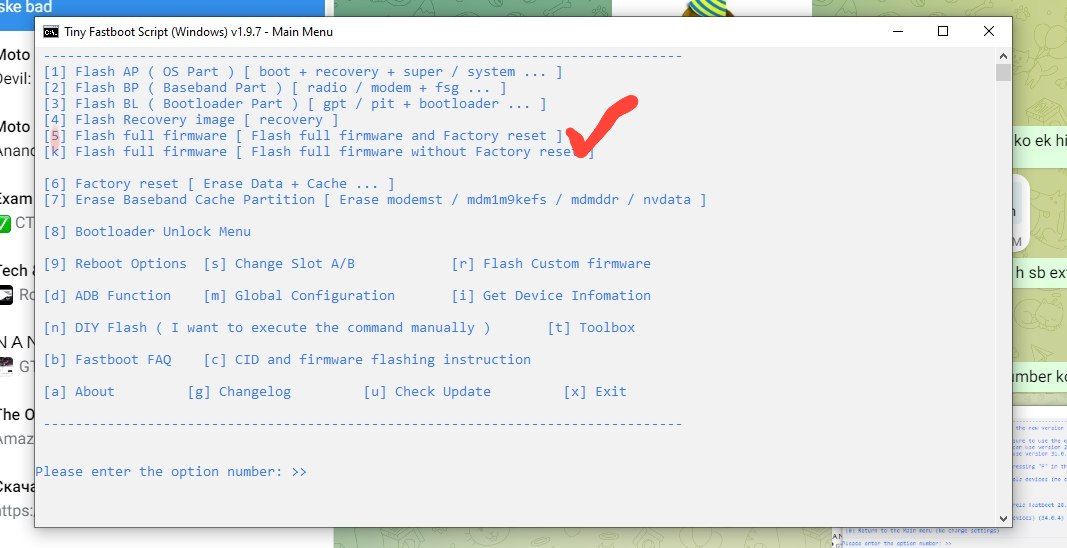 ske bad
Tiny Fastboot Script (Windows) v1.9.7 - Main Menu
Moto
Devil:
Moto
Anand
Exam
CT
Tech &
Ro
N A N
GT
The O
Amaz
Скача
https:/
[1] Flash AP ( OS Part ) [ boot + recovery + super / system ... ]
[2] Flash BP ( Baseband Part ) [ radio / modem + fsg ... ]
[3] Flash BL ( Bootloader Part ) [ gpt / pit + bootloader ... ]
[4] Flash Recovery image [ recovery ]
[5] Flash full firmware [ Flash full firmware and Factory reset ]
[k] Flash full firmware [ Flash full firmware without Factory reset ]
[6] Factory reset [ Erase Data + Cache ... ]
[7] Erase Baseband Cache Partition [ Erase modemst / mdm1m9kefs / mdmddr / nvdata ]
[8] Bootloader Unlock Menu
[9] Reboot Options [s] Change Slot A/B [r] Flash Custom firmware
[d] ADB Function [m] Global Configuration [i] Get Device Infomation
[n] DIY Flash ( I want to execute the command manually ) [t] Toolbox
[b] Fastboot FAQ [c] CID and firmware flashing instruction
[a] About [g] Changelog [u] Check Update [x] Exit
Please enter the option number: >>
ko ek hi
h sb ext
umber ko
the new version
Return to the Main menu (No change settings)
Please enter the option number: >>